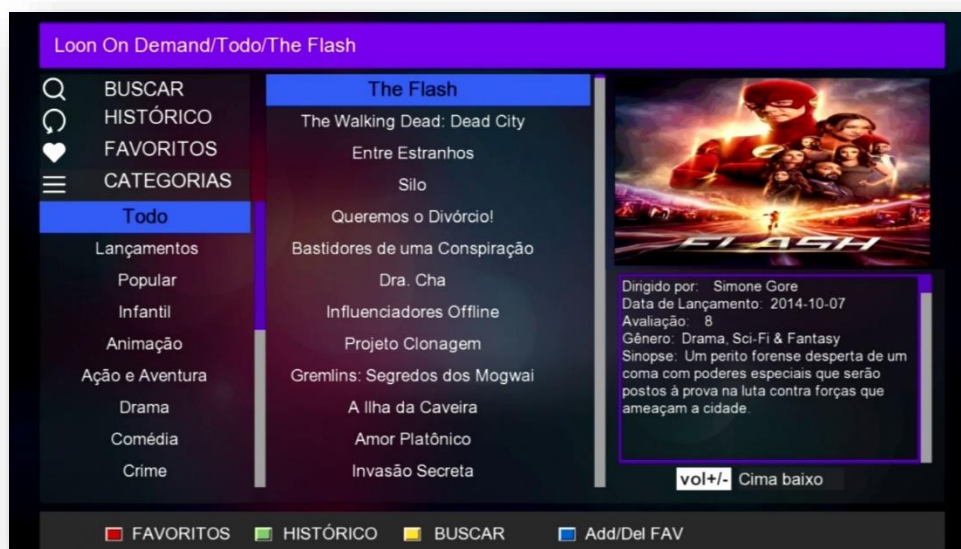 Loon On Demand/Todo/The Flash
BUSCAR
HISTÓRICO
FAVORITOS
CATEGORIAS
Todo
Lançamentos
Popular
Infantil
Animação
Ação e Aventura
Drama
Comédia
Crime
The Flash
The Walking Dead: Dead City
Entre Estranhos
Silo
Queremos o Divórcio!
Bastidores de uma Conspiração
Dra. Cha
Influenciadores Offline
Projeto Clonagem
Gremlins: Segredos dos Mogwai
A Ilha da Caveira
Amor Platônico
Invasão Secreta
FLASH
Dirigido por: Simone Gore
Data de Lançamento: 2014-10-07
Avaliação: 8
Gênero: Drama, Sci-Fi & Fantasy
Sinopse: Um perito forense desperta de um
coma com poderes especiais que serão
postos à prova na luta contra forças que
ameaçam a cidade.
vol+/- Cima baixo
FAVORITOS HISTÓRICO BUSCAR Add/Del FAV